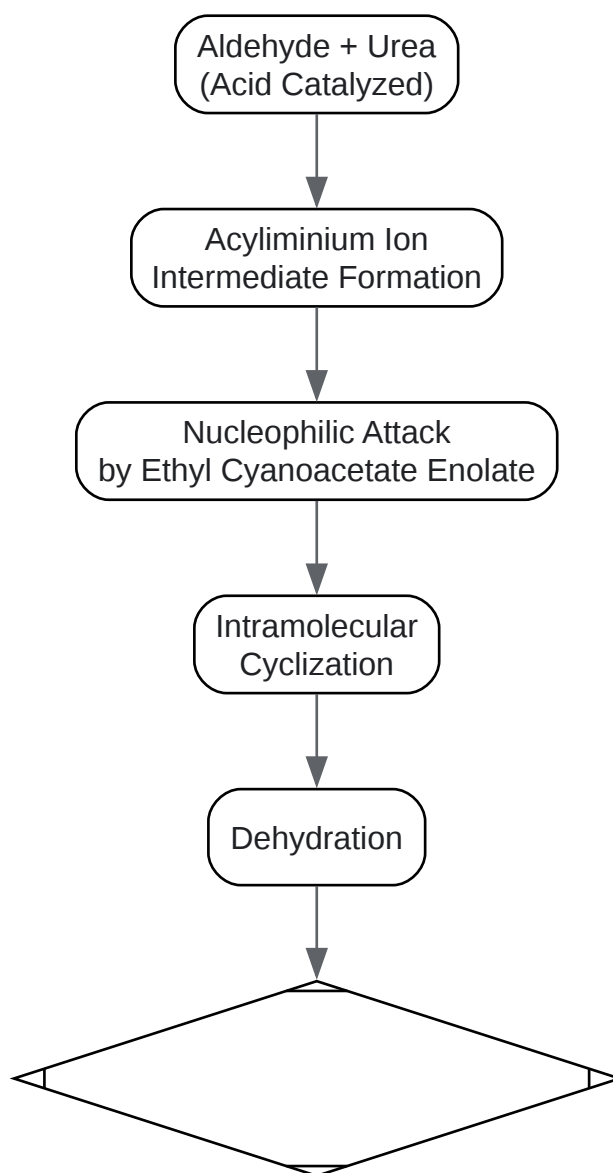 Aldehyde + Urea
(Acid Catalyzed)
Acyliminium Ion
Intermediate Formation
Nucleophilic Attack
by Ethyl Cyanoacetate Enolate
Intramolecular
Cyclization
Dehydration